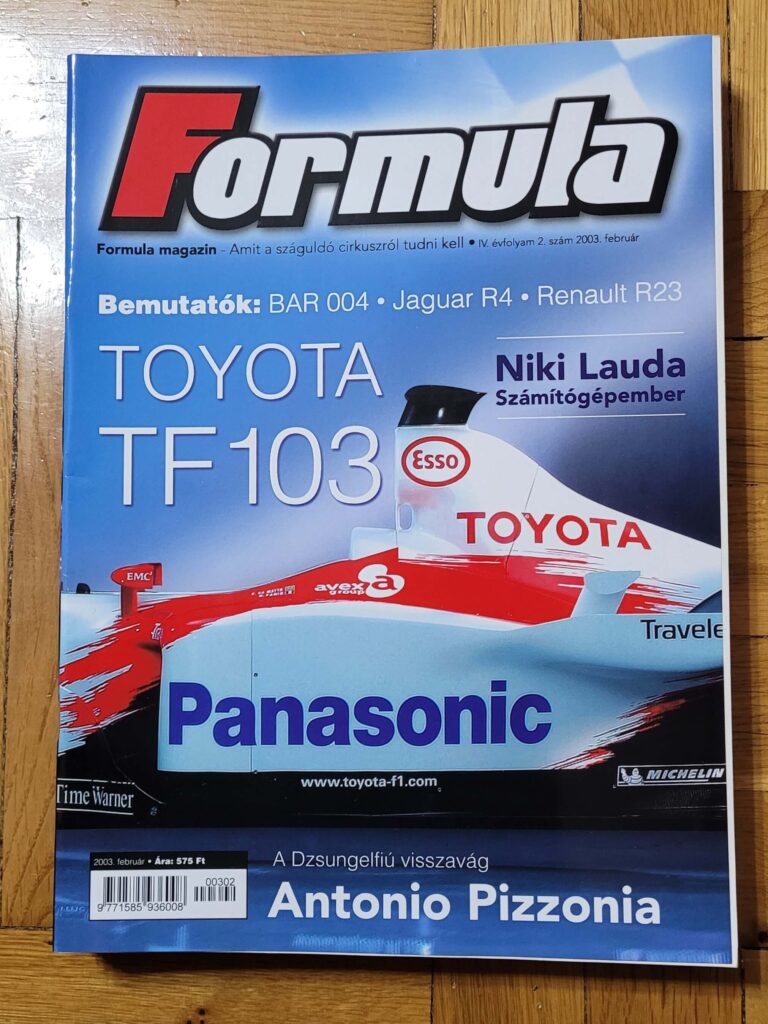 Formula
Formula magazin - Amit a száguldó cirkuszról tudni kell • IV. évfolyam 2. szám 2003. február
Bemutatók: BAR 004 • Jaguar R4 • Renault R23
TOYOTA
TF103
Niki Lauda
Számítógépember
Esso
TOYOTA
EMC
avex
group
a
Travele
Panasonic
www.toyota-f1.com
MICHELIN
Time Warner
2003. február • Ára: 575 Ft
00302
9 771585 936008
A Dzsungelfiú visszavág
Antonio Pizzonia